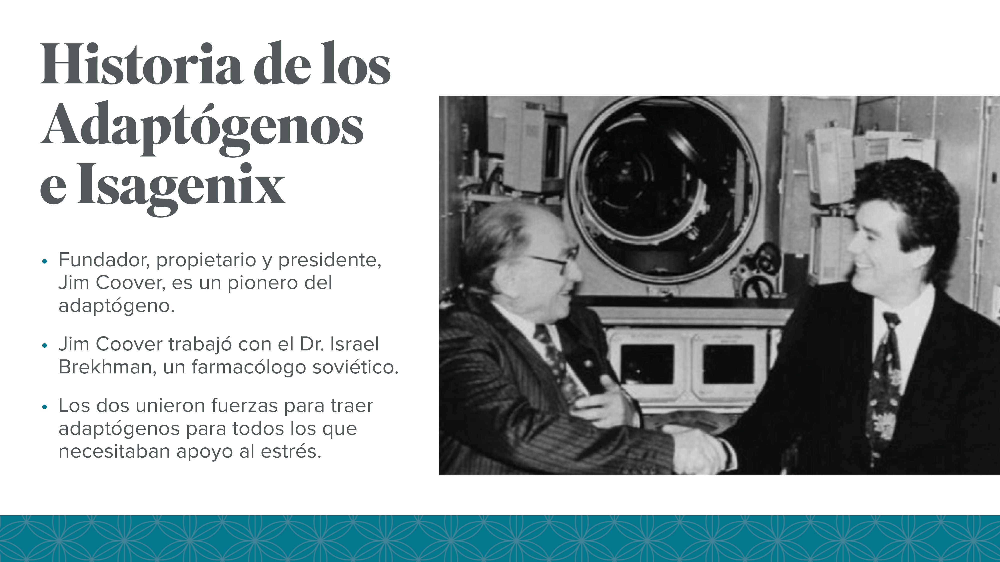 Historia de los
Adaptógenos
e Isagenix
• Fundador, propietario y presidente,
Jim Coover, es un pionero del
adaptógeno.
• Jim Coover trabajó con el Dr. Israel
Brekhman, un farmacólogo soviético.
• Los dos unieron fuerzas para traer
adaptógenos para todos los que
necesitaban apoyo al estrés.